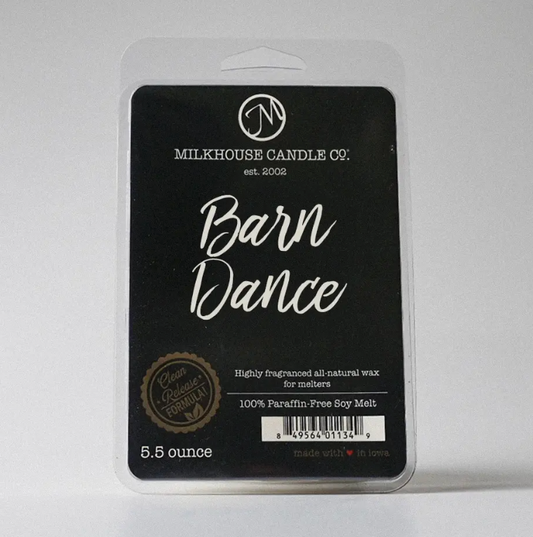 JM
MILKHOUSE CANDLE CO.
est. 2002
Barn
Dance
Clean
Release
FORMULA!
Highly fragranced all-natural wax
for melters
100% Paraffin-Free Soy Melt
8 49564 01134 9
5.5 ounce
made with ♥ in iowa